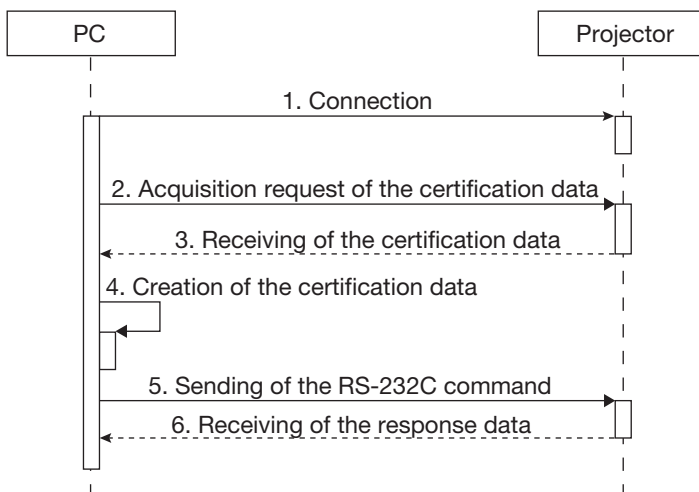 PC
Projector
1. Connection
2. Acquisition request of the certification data
3. Receiving of the certification data
4. Creation of the certification data
5. Sending of the RS-232C command
6. Receiving of the response data